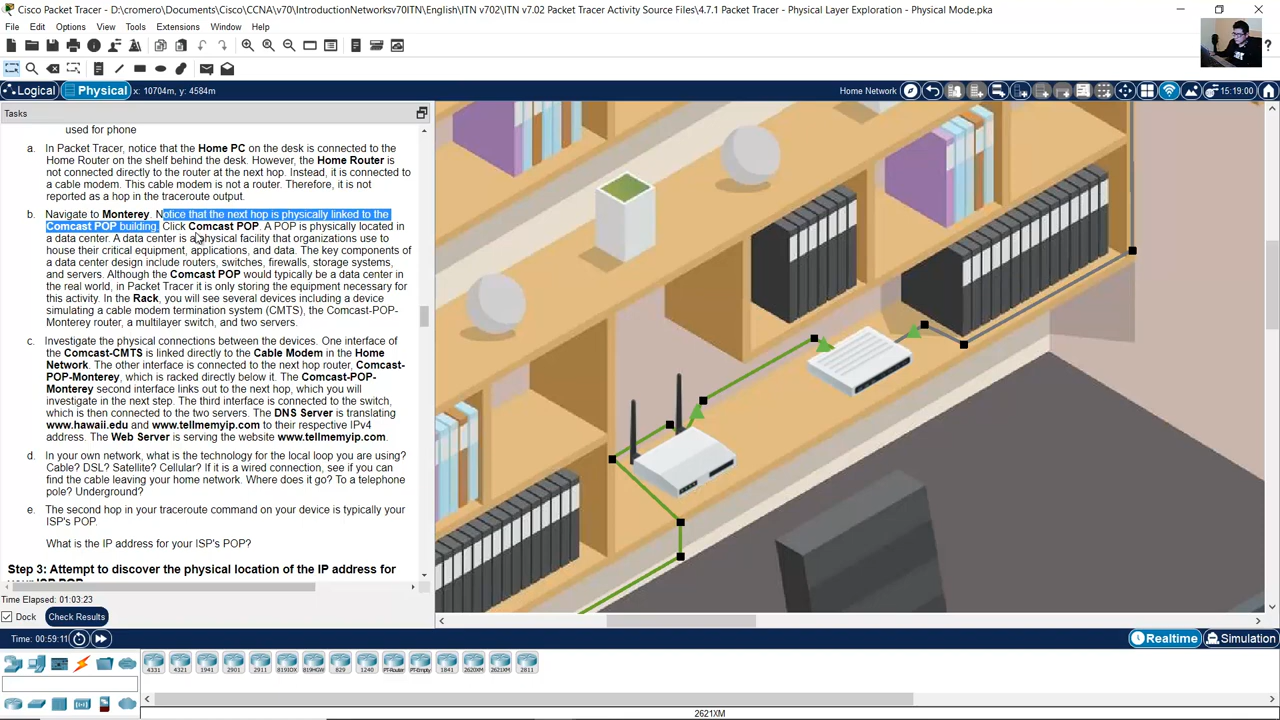 Cisco Packet Tracer - D:\cromero\Documents\Cisco\CCNA\v70\IntroductionNetworksv70ITN\English\ITN v702\ITN v7.02 Packet Tracer Activity Source Files\4.7.1 Packet Tracer - Physical Layer Exploration - Physical Mode.pka
File Edit Options View Tools Extensions Window Help
Logical Physical x: 10704m, y: 4584m Home Network 15:19:00
Tasks
used for phone
a. In Packet Tracer, notice that the Home PC on the desk is connected to the
Home Router on the shelf behind the desk. However, the Home Router is
not connected directly to the router at the next hop. Instead, it is connected
to a cable modem. This cable modem is not a router. Therefore, it is not
reported as a hop in the traceroute output.
b. Navigate to Monterey. Notice that the next hop is physically linked to the
Comcast POP building. Click Comcast POP. A POP is physically located in
a data center. A data center is a physical facility that organizations use to
house their critical equipment, applications, and data. The key components of
a data center design include routers, switches, firewalls, storage systems,
and servers. Although the Comcast POP would typically be a data center in
the real world, in Packet Tracer it is only storing the equipment necessary for
this activity. In the Rack, you will see several devices including a device
simulating a cable modem termination system (CMTS), the Comcast-POP-
Monterey router, a multilayer switch, and two servers.
c. Investigate the physical connections between the devices. One interface of
the Comcast-CMTS is linked directly to the Cable Modem in the Home
Network. The other interface is connected to the next hop router, Comcast-
POP-Monterey, which is racked directly below it. The Comcast-POP-
Monterey second interface links out to the next hop, which you will
investigate in the next step. The third interface is connected to the switch,
which is then connected to the two servers. The DNS Server is translating
www.hawaii.edu and www.tellmemyip.com to their respective IPv4
address. The Web Server is serving the website www.tellmemyip.com.
d. In your own network, what is the technology for the local loop you are using?
Cable? DSL? Satellite? Cellular? If it is a wired connection, see if you can
find the cable leaving your home network. Where does it go? To a telephone
pole? Underground?
e. The second hop in your traceroute command on your device is typically your
ISP's POP.
What is the IP address for your ISP's POP?
Step 3: Attempt to discover the physical location of the IP address for
Time Elapsed: 01:03:23
Dock Check Results
Time: 00:59:11 Realtime Simulation
4331 4321 1941 2901 2911 819IOX 819HGW 829 1240 PT-Router PT-Empty 1841 2620XM 2621XM 2811
2621XM